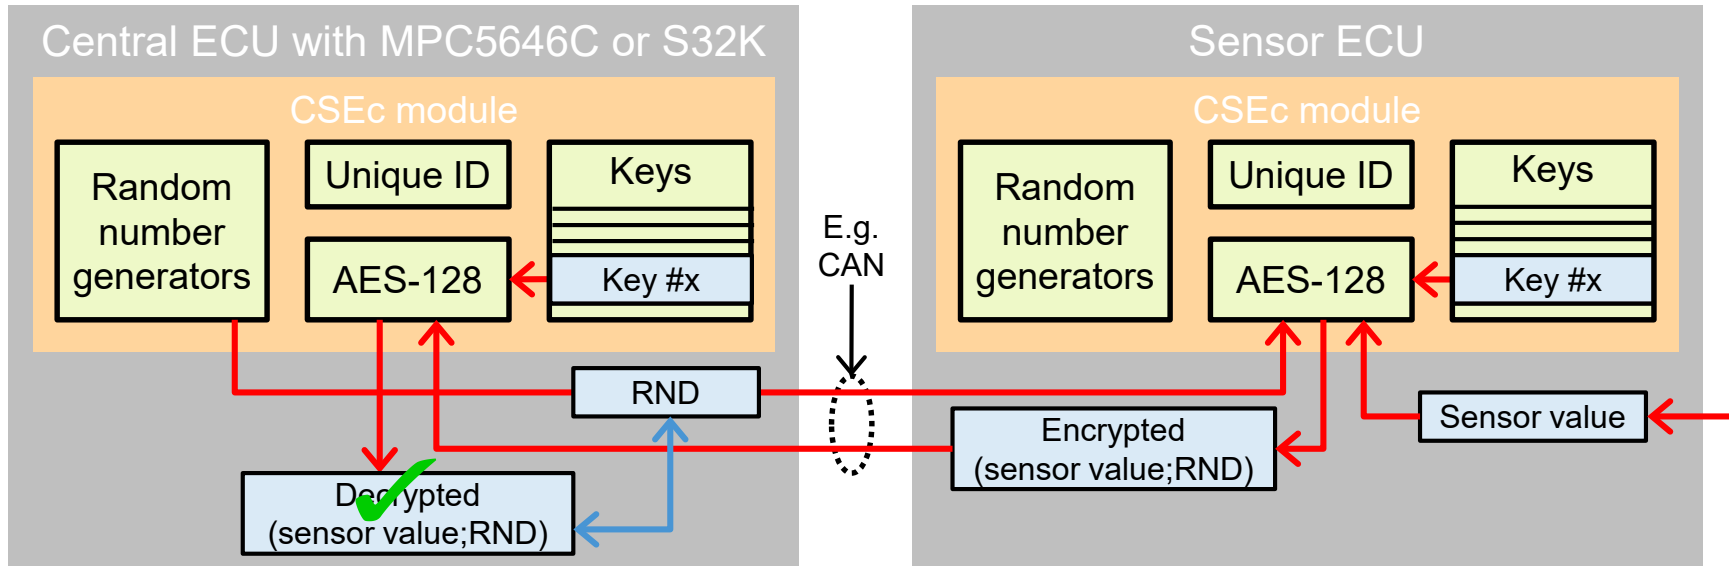 Central ECU with MPC5646C or S32K
CSEc module
Random
number
generators
Unique ID
AES-128
Keys
Key #x
RND
Decrypted
(sensor value;RND)
E.g.
CAN
Sensor ECU
CSEc module
Random
number
generators
Unique ID
AES-128
Keys
Key #x
Encrypted
(sensor value;RND)
Sensor value